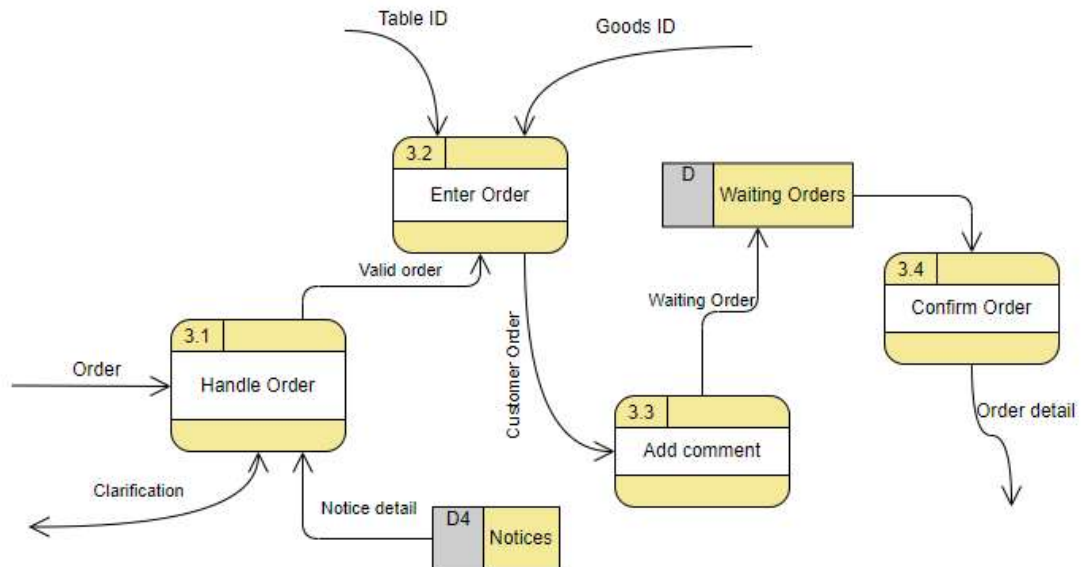 Table ID
Goods ID
3.2
Enter Order
D
Waiting Orders
Valid order
3.4
Waiting Order
Confirm Order
3.1
Order
Handle Order
Customer Order
3.3
Order detail
Add comment
Clarification
Notice detail
D4
Notices